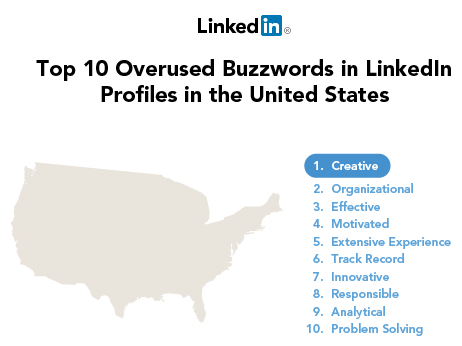 LinkedIn®
Top 10 Overused Buzzwords in LinkedIn
Profiles in the United States
1. Creative
2. Organizational
3. Effective
4. Motivated
5. Extensive Experience
6. Track Record
7. Innovative
8. Responsible
9. Analytical
10. Problem Solving